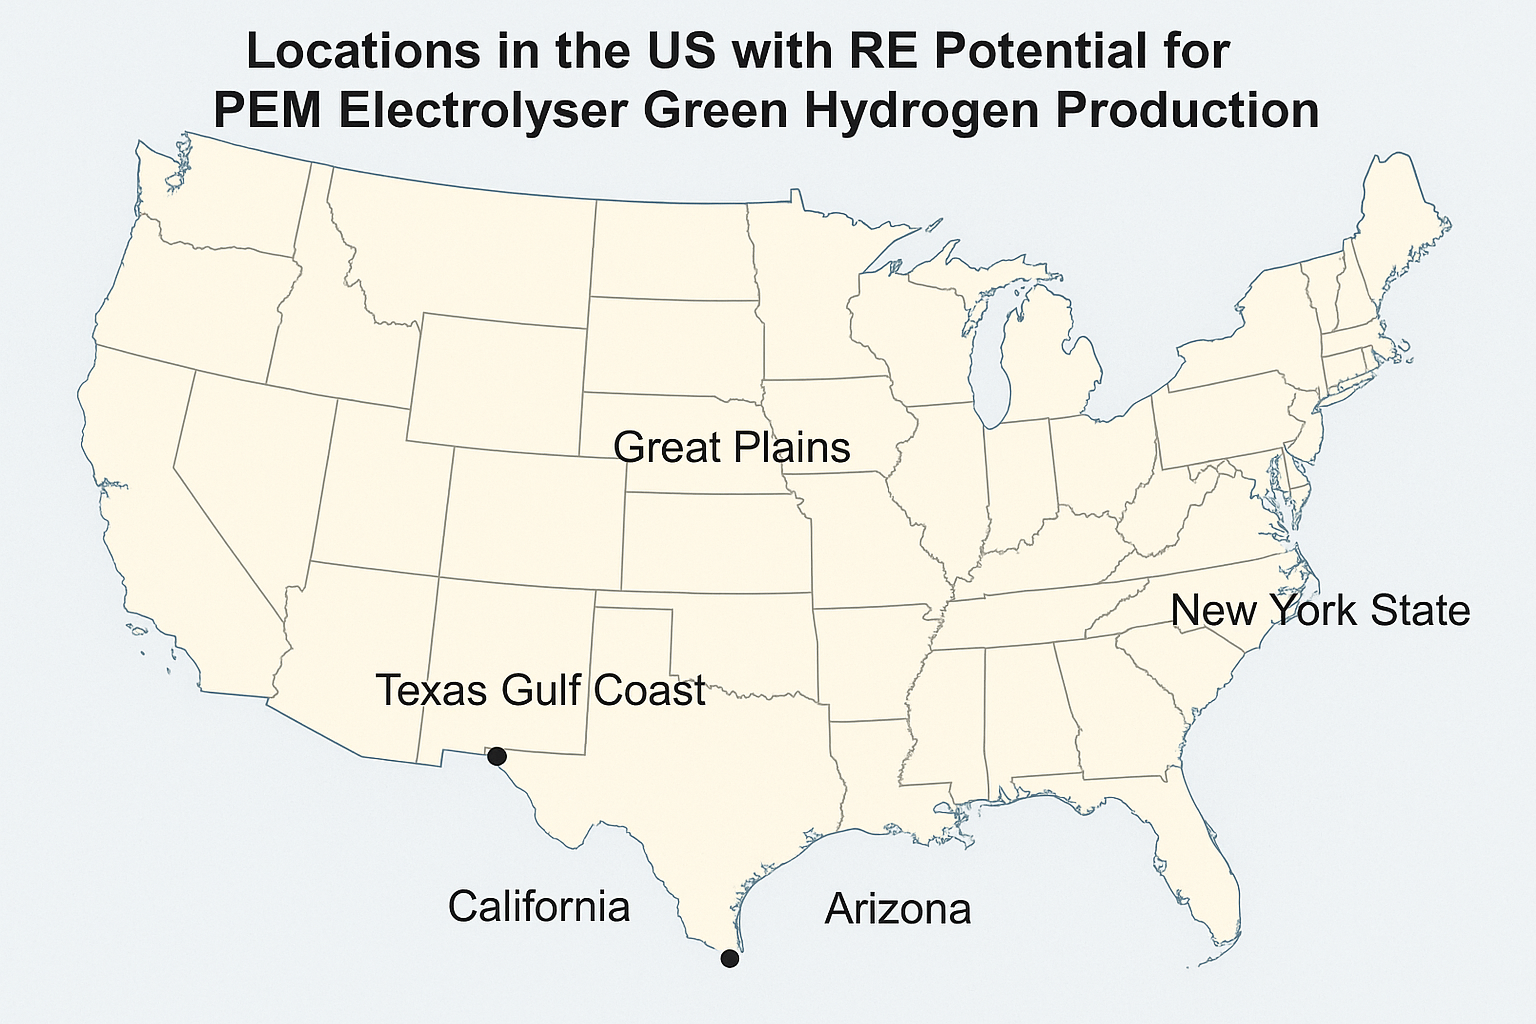 Locations in the US with RE Potential for
PEM Electrolyser Green Hydrogen Production
Great Plains
New York State
Texas Gulf Coast
California
Arizona